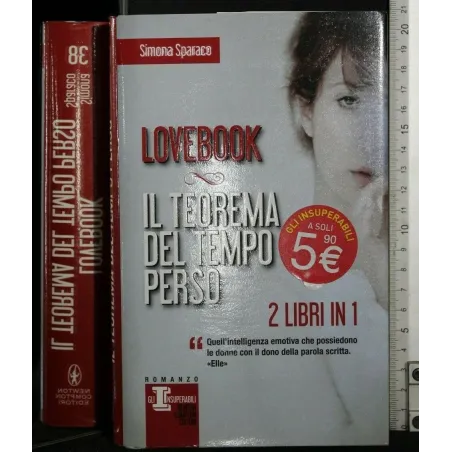 Simona Sparaco
LOVEBOOK
IL TEOREMA
DEL TEMPO
PERSO
GLI INSUPERABILI
A SOLI
5,90
€
2 LIBRI IN 1
“Quell'intelligenza emotiva che possiedono
le donne con il dono della parola scritta.
«Elle»
ROMANZO
GLI INSUPERABILI
38
Simona
Sparaco
IL TEOREMA DEL TEMPO PERSO
LOVEBOOK
NEWTON
COMPTON
EDITORI